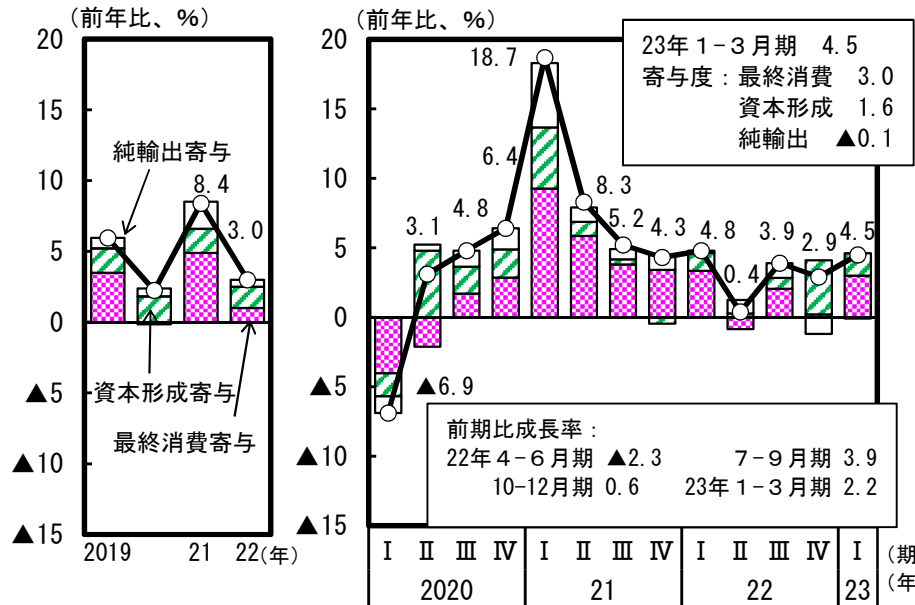 （前年比、%）
20
15
10
5
0
▲5
▲10
▲15
純輸出寄与
8.4
3.0
資本形成寄与
最終消費寄与
2019 21 22(年)
（前年比、%）
20
15
10
5
0
▲5
▲10
▲15
23年1-3月期 4.5
寄与度：最終消費 3.0
資本形成 1.6
純輸出 ▲0.1
18.7
6.4
4.8
3.1
8.3
5.2
4.3
4.8
0.4
3.9
2.9
4.5
▲6.9
前期比成長率：
22年4-6月期 ▲2.3 7-9月期 3.9
10-12月期 0.6 23年1-3月期 2.2
Ⅰ Ⅱ Ⅲ Ⅳ Ⅰ Ⅱ Ⅲ Ⅳ Ⅰ Ⅱ Ⅲ Ⅳ Ⅰ （期
2020 21 22 23 （年